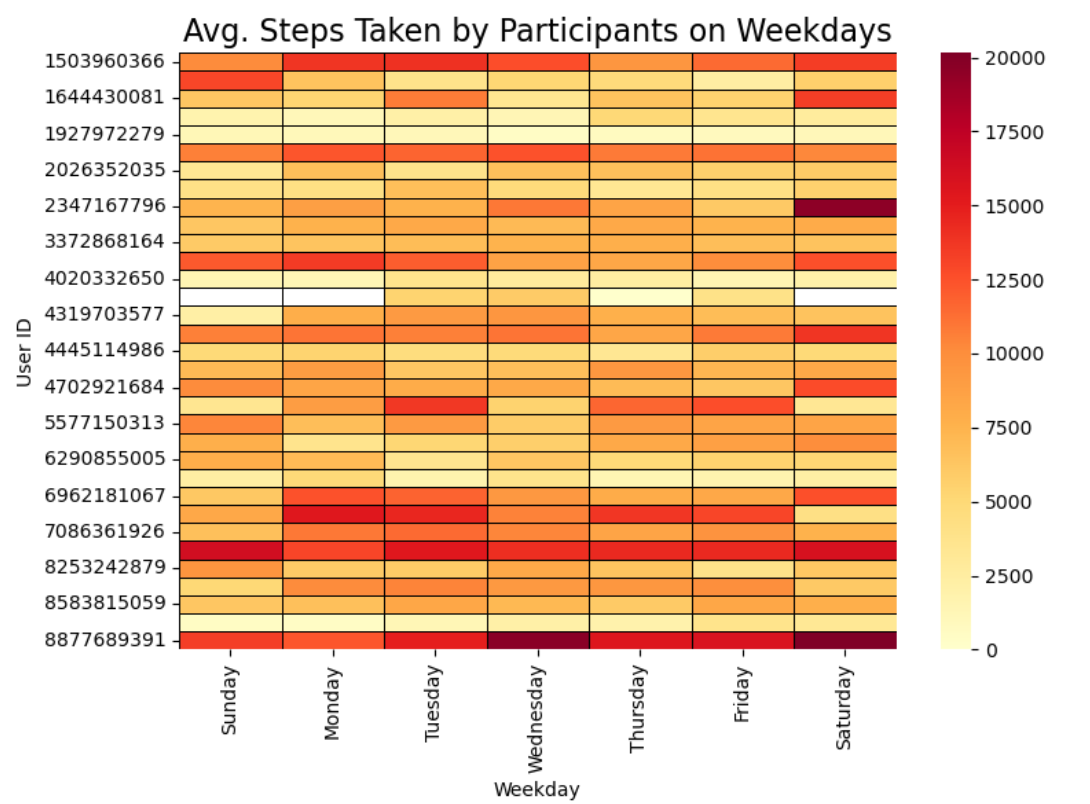 Avg. Steps Taken by Participants on Weekdays
1503960366
1644430081
1927972279
2026352035
2347167796
3372868164
4020332650
4319703577
4445114986
4702921684
5577150313
6290855005
6962181067
7086361926
8253242879
8583815059
8877689391
User ID
Sunday
Monday
Tuesday
Wednesday
Thursday
Friday
Saturday
Weekday
20000
17500
15000
12500
10000
7500
5000
2500
0